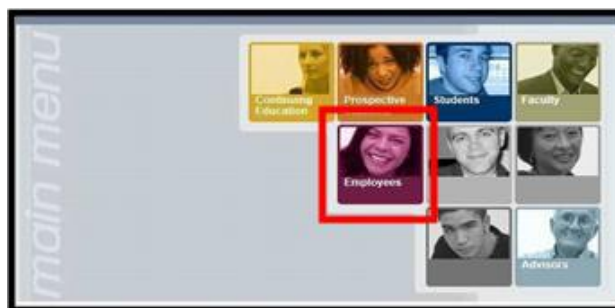 main menu
Continuing
Education
Prospective
Students
Faculty
Employees
Advisors